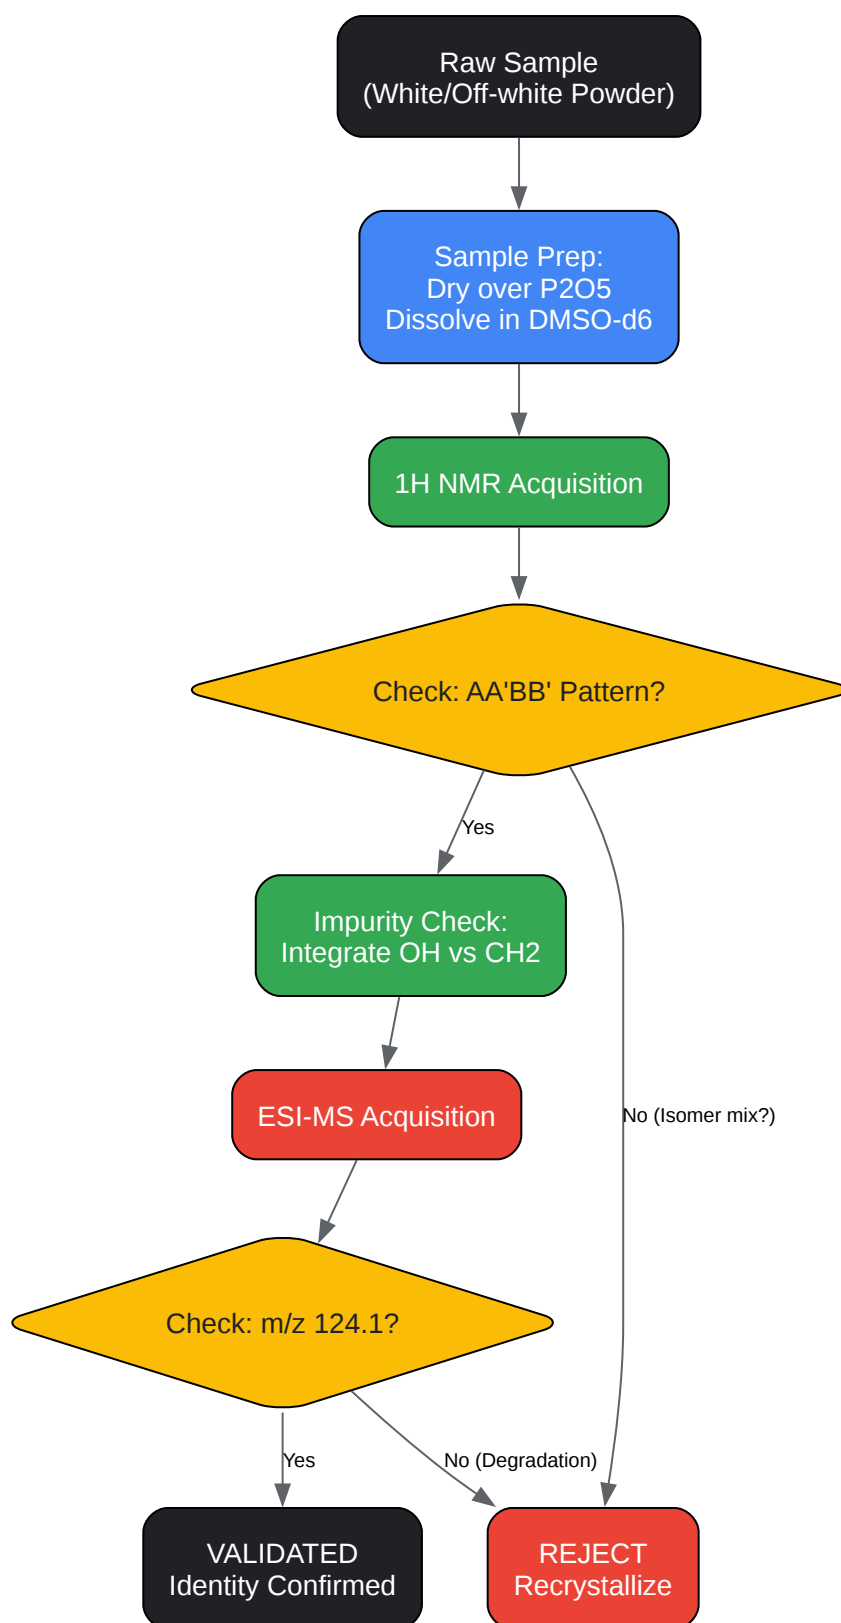 Raw Sample
(White/Off-white Powder)
Sample Prep:
Dry over P2O5
Dissolve in DMSO-d6
1H NMR Acquisition
Check: AA'BB' Pattern?
Yes
Impurity Check:
Integrate OH vs CH2
ESI-MS Acquisition
No (Isomer mix?)
Check: m/z 124.1?
Yes
No (Degradation)
VALIDATED
Identity Confirmed
REJECT
Recrystallize